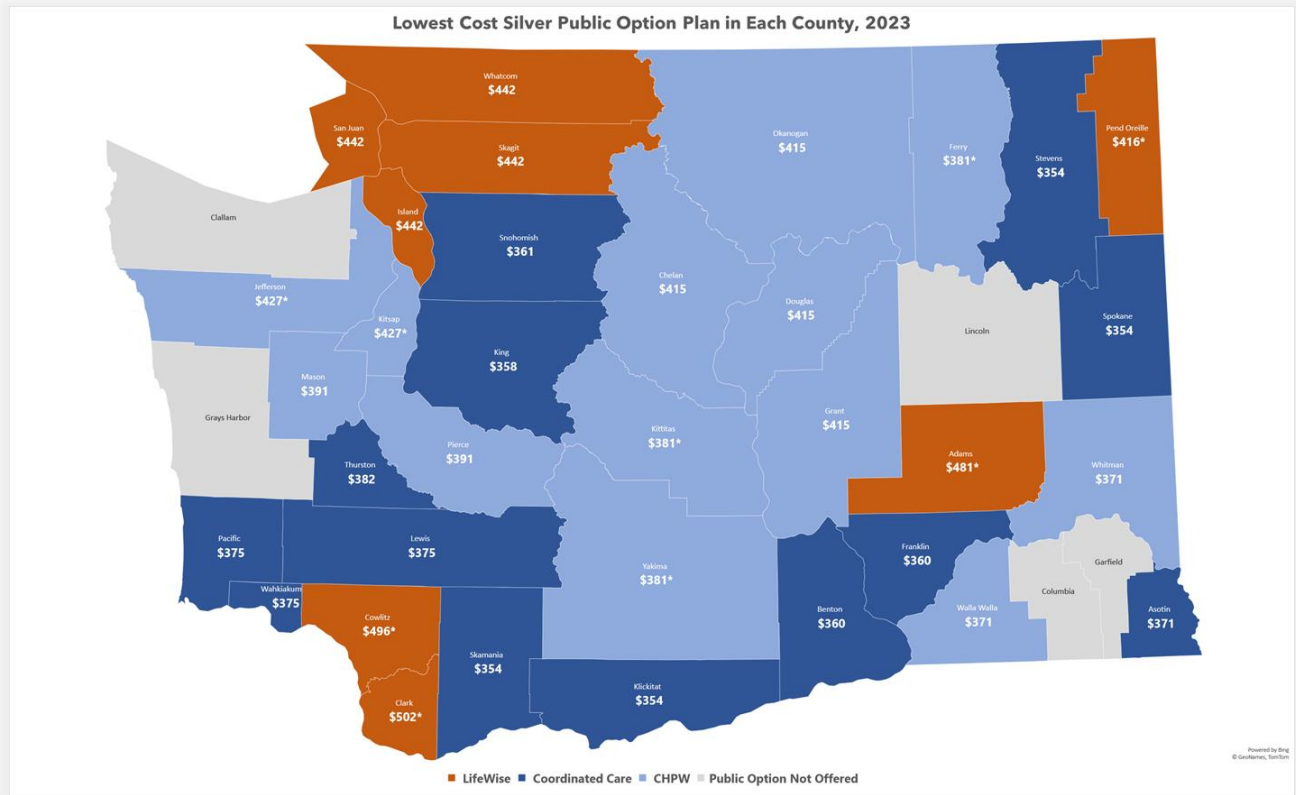 Lowest Cost Silver Public Option Plan in Each County, 2023
Whatcom
$442
San Juan
$442
Skagit
$442
Island
$442
Clallam
Jefferson
$427*
Kitsap
$427*
Mason
$391
Grays Harbor
Snohomish
$361
King
$358
Pierce
$391
Thurston
$382
Pacific
$375
Lewis
$375
Wahkiakum
$375
Cowlitz
$496*
Clark
$502*
Skamania
$354
Klickitat
$354
Yakima
$381*
Kittitas
$381*
Chelan
$415
Douglas
$415
Okanogan
$415
Grant
$415
Ferry
$381*
Stevens
$354
Pend Oreille
$416*
Lincoln
Spokane
$354
Adams
$481*
Whitman
$371
Franklin
$360
Benton
$360
Walla Walla
$371
Columbia
Garfield
Asotin
$371
LifeWise
Coordinated Care
CHPW
Public Option Not Offered
Powered by Bing
© GeoNames, TomTom